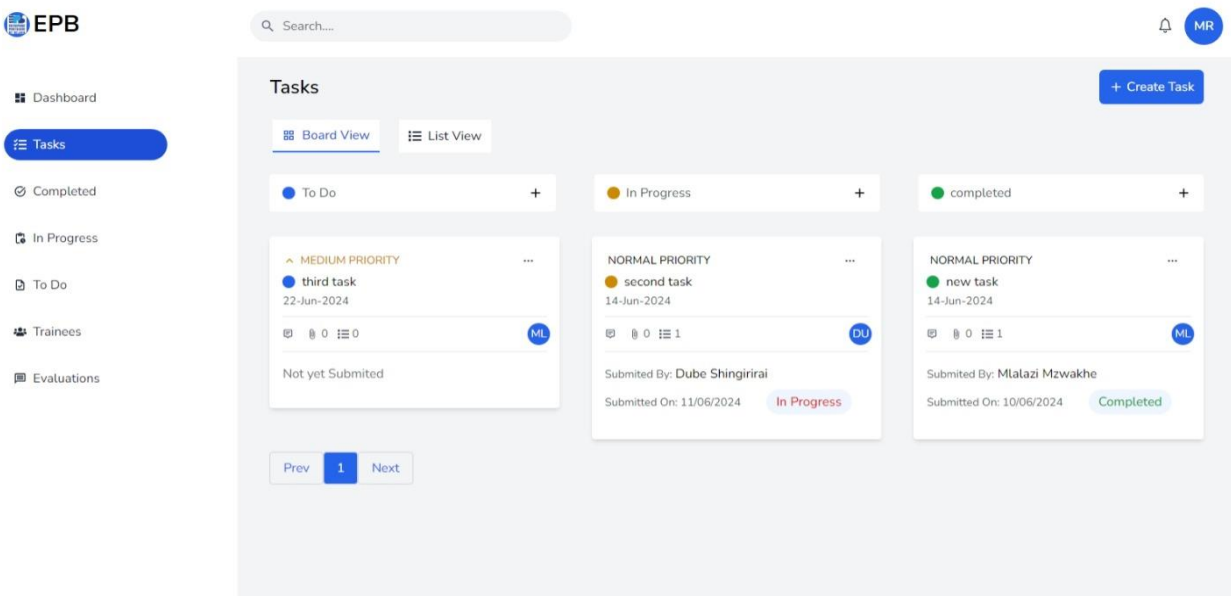 EPB
Search....
MR
Dashboard
Tasks
Completed
In Progress
To Do
Trainees
Evaluations
Tasks
+ Create Task
Board View
List View
To Do +
In Progress +
completed +
MEDIUM PRIORITY ...
third task
22-Jun-2024
0 0 ML
Not yet Submited
NORMAL PRIORITY ...
second task
14-Jun-2024
0 1 DU
Submited By: Dube Shingirirai
Submitted On: 11/06/2024 In Progress
NORMAL PRIORITY ...
new task
14-Jun-2024
0 1 ML
Submited By: Mlalazi Mzwakhe
Submitted On: 10/06/2024 Completed
Prev 1 Next